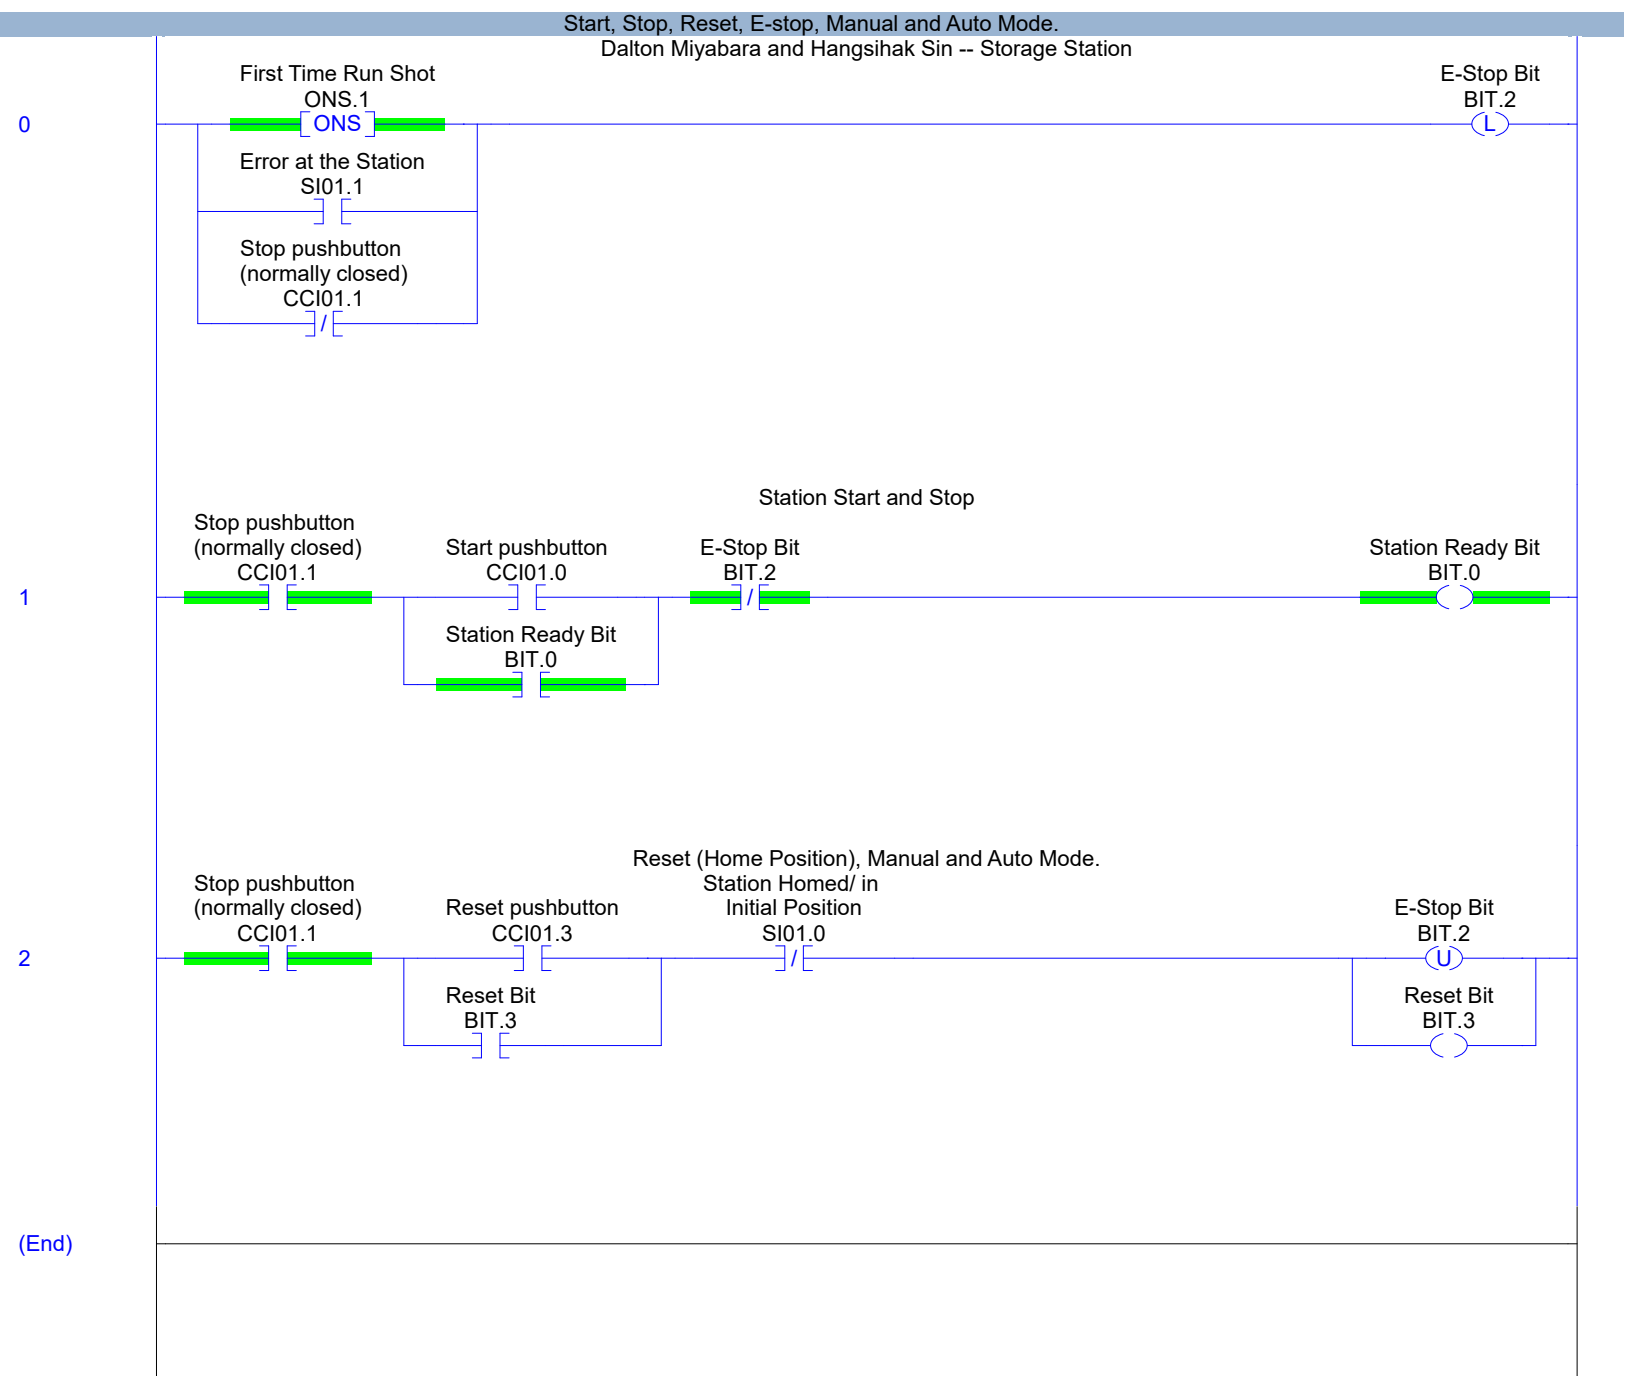 Start, Stop, Reset, E-stop, Manual and Auto Mode.
Dalton Miyabara and Hangsihak Sin -- Storage Station
First Time Run Shot
ONS.1
E-Stop Bit
BIT.2
0
ONS
L
Error at the Station
SI01.1
Stop pushbutton
(normally closed)
CCI01.1
/
Station Start and Stop
Stop pushbutton
(normally closed)
CCI01.1
Start pushbutton
CCI01.0
E-Stop Bit
BIT.2
Station Ready Bit
BIT.0
1
/
Station Ready Bit
BIT.0
Reset (Home Position), Manual and Auto Mode.
Stop pushbutton
(normally closed)
CCI01.1
Reset pushbutton
CCI01.3
Station Homed/ in
Initial Position
SI01.0
E-Stop Bit
BIT.2
2
/
U
Reset Bit
BIT.3
Reset Bit
BIT.3
(End)